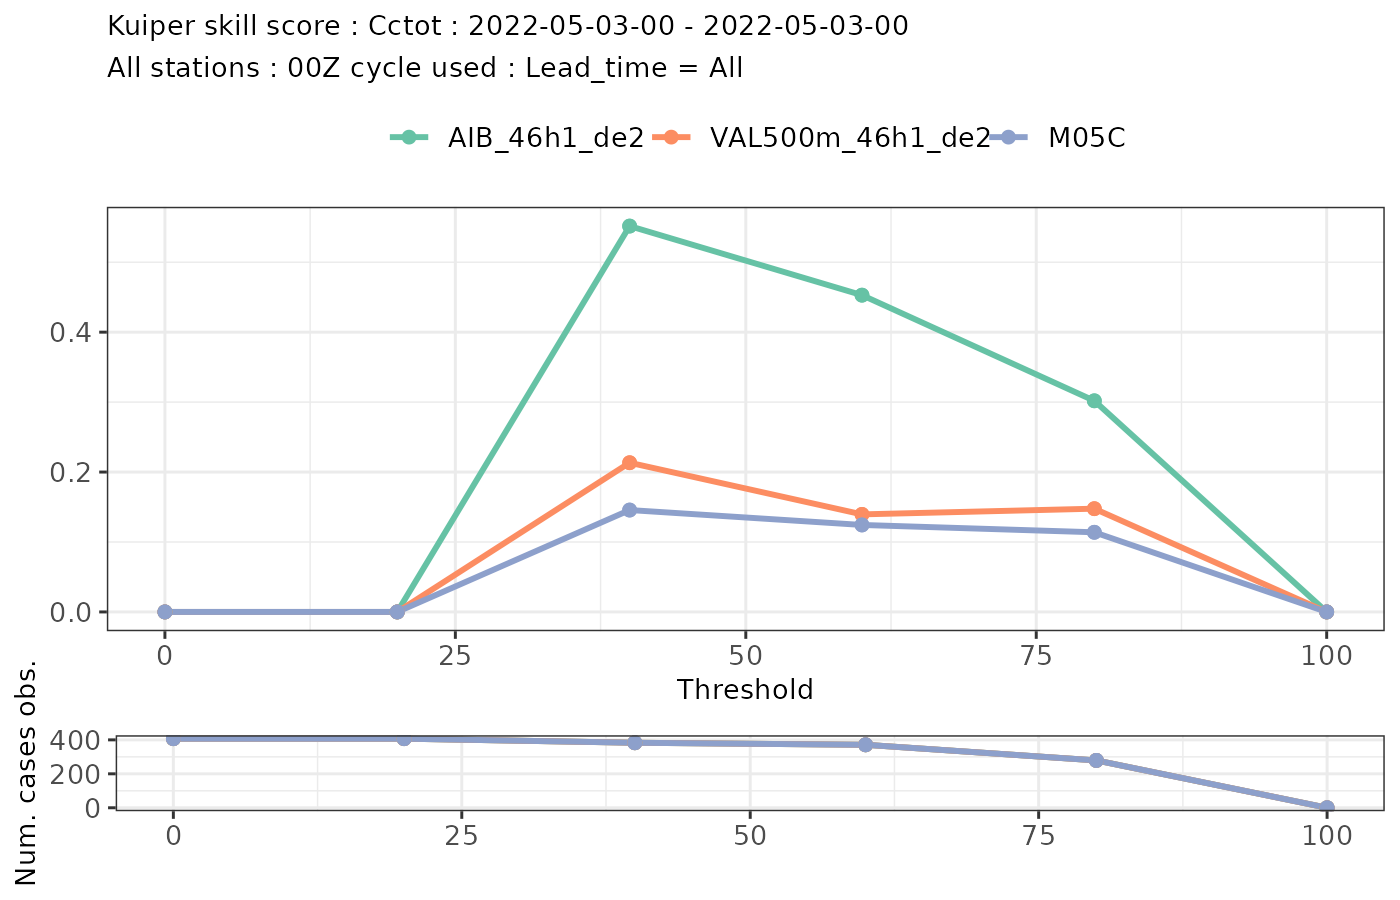 Kuiper skill score : Cctot : 2022-05-03-00 - 2022-05-03-00
All stations : 00Z cycle used : Lead_time = All
AIB_46h1_de2 VAL500m_46h1_de2 M05C
0.4
0.2
0.0
0 25 50 75 100
Threshold
Num. cases obs.
400
200
0
0 25 50 75 100